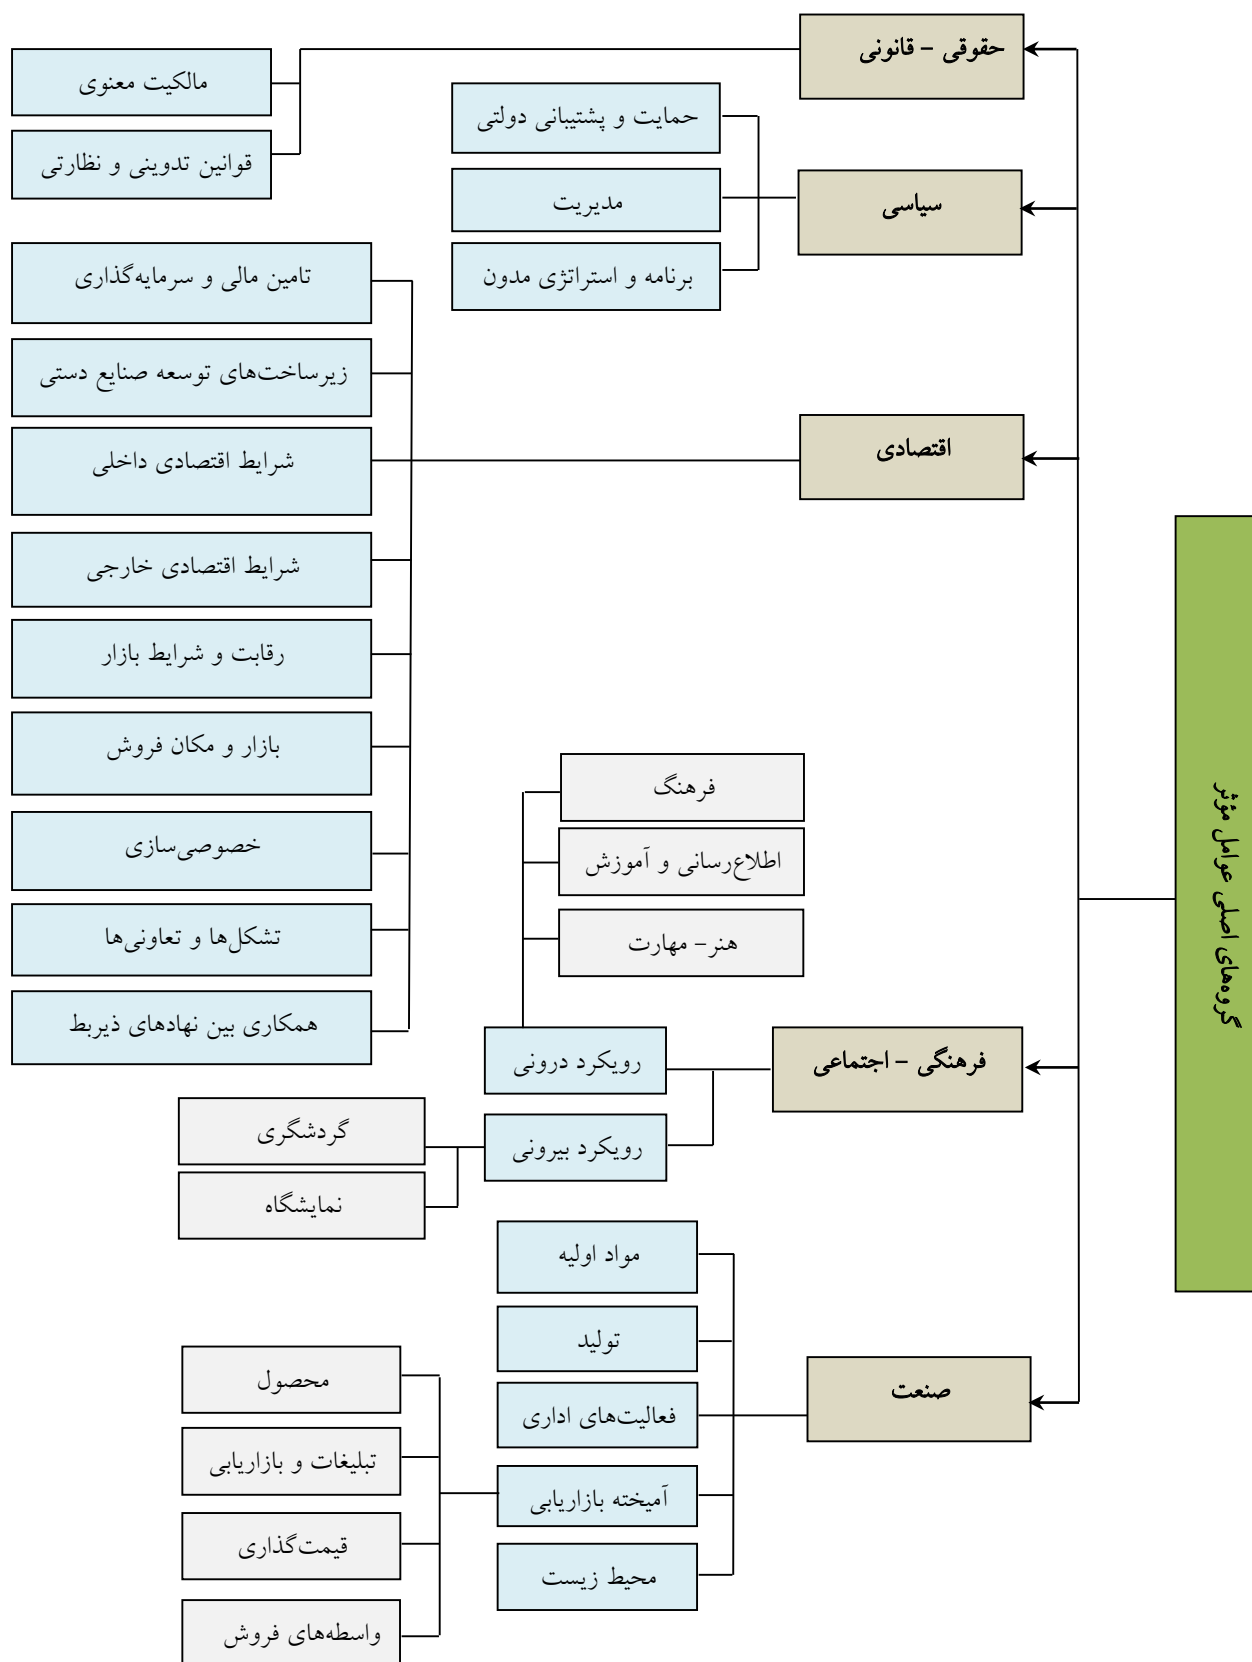 گروه‌های اصلی عوامل مؤثر
حقوقی – قانونی
مالکیت معنوی
قوانین تدوینی و نظارتی
سیاسی
حمایت و پشتیبانی دولتی
مدیریت
برنامه و استراتژی مدون
اقتصادی
تامین مالی و سرمایه‌گذاری
زیرساخت‌های توسعه صنایع دستی
شرایط اقتصادی داخلی
شرایط اقتصادی خارجی
رقابت و شرایط بازار
بازار و مکان فروش
خصوصی‌سازی
تشکل‌ها و تعاونی‌ها
همکاری بین نهادهای ذیربط
فرهنگی – اجتماعی
رویکرد درونی
فرهنگ
اطلاع‌رسانی و آموزش
هنر– مهارت
رویکرد بیرونی
گردشگری
نمایشگاه
صنعت
مواد اولیه
تولید
فعالیت‌های اداری
آمیخته بازاریابی
محصول
تبلیغات و بازاریابی
قیمت‌گذاری
واسطه‌های فروش
محیط زیست